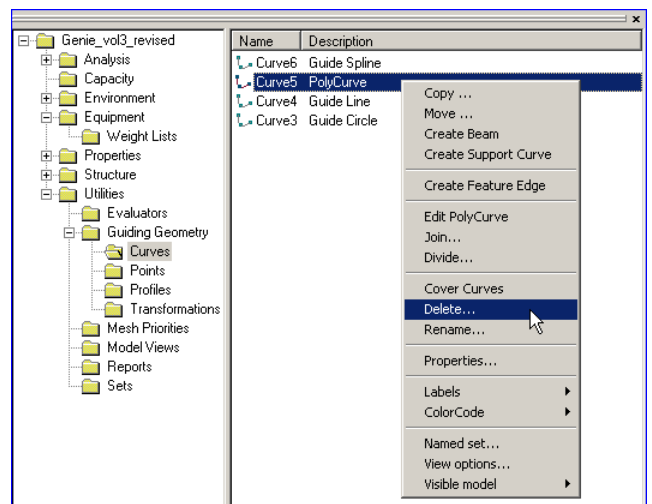 Genie_vol3_revised
Analysis
Capacity
Environment
Equipment
Weight Lists
Properties
Structure
Utilities
Evaluators
Guiding Geometry
Curves
Points
Profiles
Transformations
Mesh Priorities
Model Views
Reports
Sets
Name Description
Curve6 Guide Spline
Curve5 PolyCurve
Curve4 Guide Line
Curve3 Guide Circle
Copy ...
Move ...
Create Beam
Create Support Curve
Create Feature Edge
Edit PolyCurve
Join...
Divide...
Cover Curves
Delete...
Rename...
Properties...
Labels
ColorCode
Named set...
View options...
Visible model